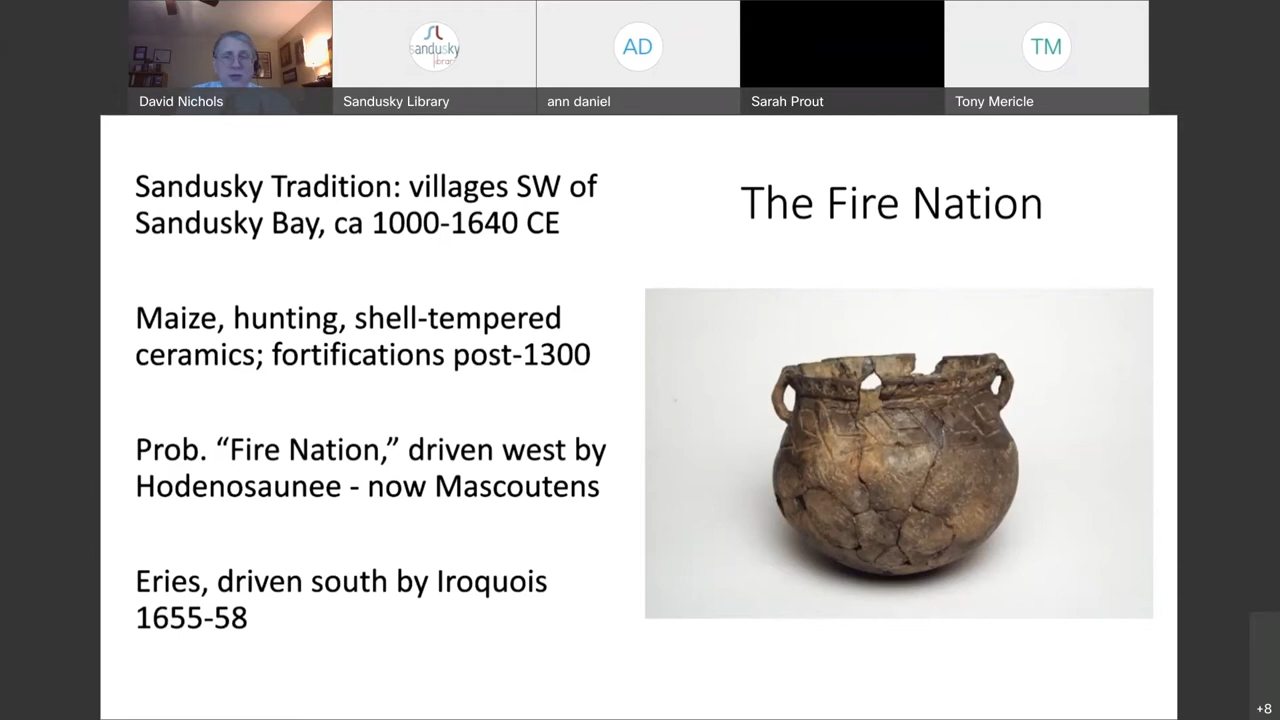 sandusky
library
AD
TM
David Nichols
Sandusky Library
ann daniel
Sarah Prout
Tony Mericle
Sandusky Tradition: villages SW of
Sandusky Bay, ca 1000-1640 CE
Maize, hunting, shell-tempered
ceramics; fortifications post-1300
Prob. “Fire Nation,” driven west by
Hodenosaunee - now Mascoutens
Eries, driven south by Iroquois
1655-58
The Fire Nation
+8